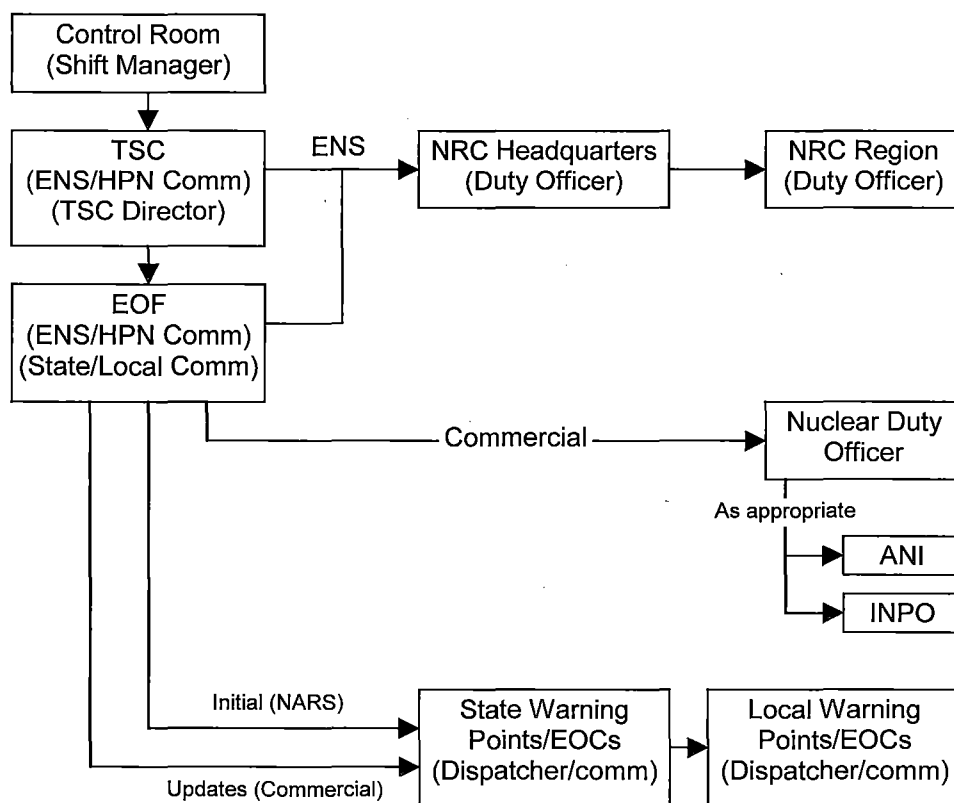 Control Room
(Shift Manager)
TSC
(ENS/HPN Comm)
(TSC Director)
ENS
NRC Headquarters
(Duty Officer)
NRC Region
(Duty Officer)
EOF
(ENS/HPN Comm)
(State/Local Comm)
Commercial
Nuclear Duty
Officer
As appropriate
ANI
INPO
Initial (NARS)
Updates (Commercial)
State Warning
Points/EOCs
(Dispatcher/comm)
Local Warning
Points/EOCs
(Dispatcher/comm)